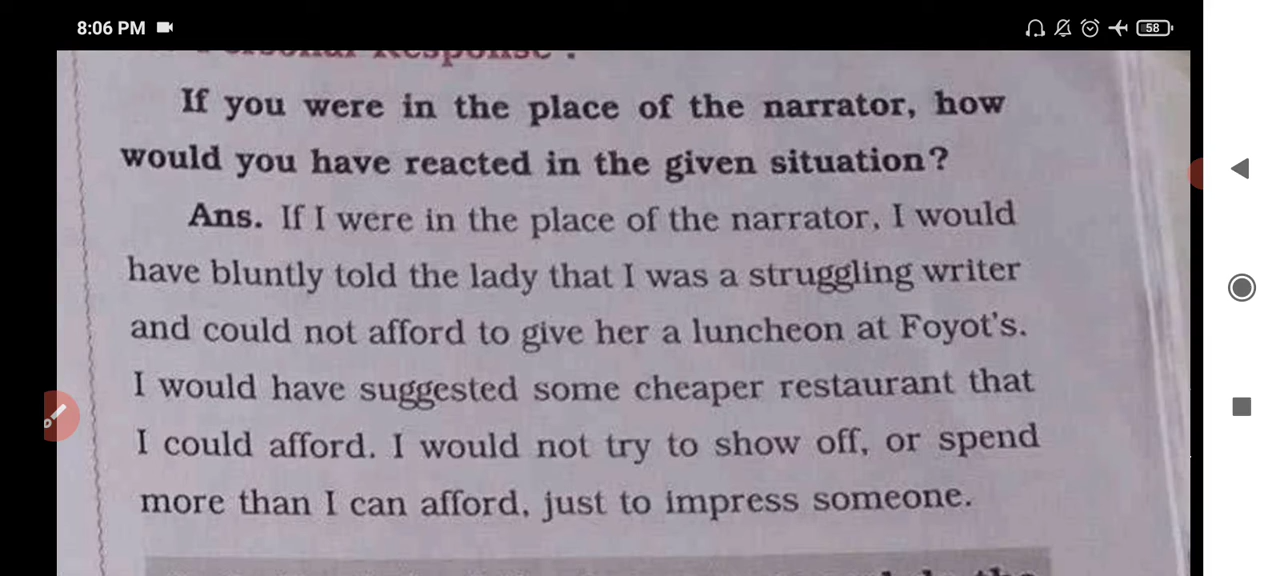 8:06 PM
58
Personal Response :
If you were in the place of the narrator, how
would you have reacted in the given situation?
Ans. If I were in the place of the narrator, I would
have bluntly told the lady that I was a struggling writer
and could not afford to give her a luncheon at Foyot's.
I would have suggested some cheaper restaurant that
I could afford. I would not try to show off, or spend
more than I can afford, just to impress someone.